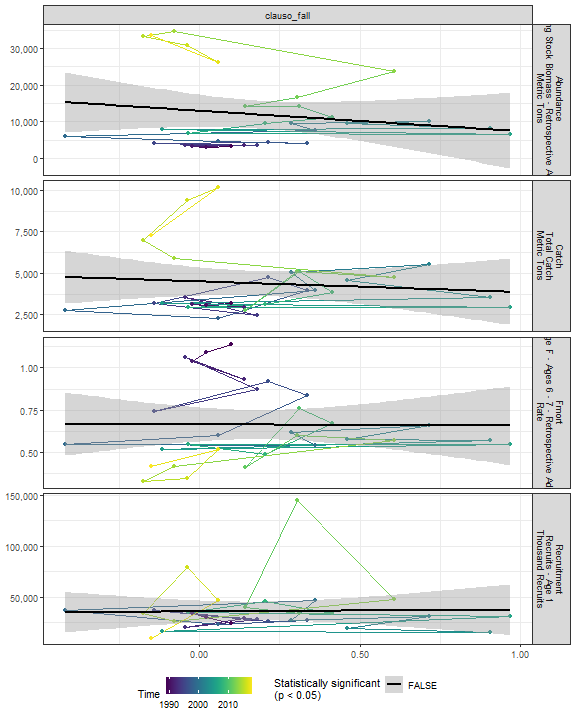 clauso_fall
30,000
20,000
10,000
0
Abundance
Stock Biomass - Retrospective
Metric Tons
10,000
7,500
5,000
2,500
Catch
Total Catch
Metric Tons
1.00
0.75
0.50
Fmort
F - Ages 6 - 7 - Retrospective
Rate
150,000
100,000
50,000
Recruitment
Recruits - Age 1
Thousand Recruits
0.00
0.50
1.00
Time
1990 2000 2010
Statistically significant
(p < 0.05)
FALSE